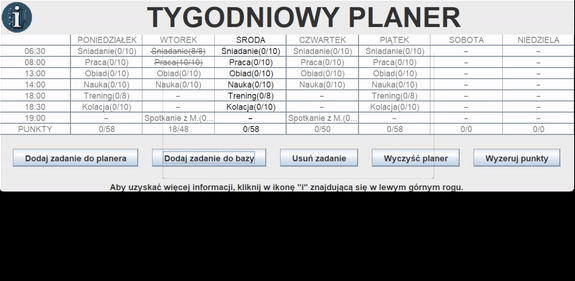 i TYGODNIOWY PLANER
PONIEDZIAŁEK WTOREK ŚRODA CZWARTEK PIĄTEK SOBOTA NIEDZIELA
06:30 Śniadanie(0/10) Śniadanie(8/8) Śniadanie(0/10) Śniadanie(0/10) Śniadanie(0/10) – –
08:00 Praca(0/10) Praca(10/10) Praca(0/10) Praca(0/10) Praca(0/10) – –
13:00 Obiad(0/10) Obiad(0/10) Obiad(0/10) Obiad(0/10) Obiad(0/10) – –
14:00 Nauka(0/10) Nauka(0/10) Nauka(0/10) Nauka(0/10) Nauka(0/10) – –
18:00 Trening(0/8) – Trening(0/8) – Trening(0/8) – –
18:30 Kolacja(0/10) – Kolacja(0/10) – Kolacja(0/10) – –
19:00 – Spotkanie z M.(0... – Spotkanie z M.(0... – – –
PUNKTY 0/58 18/48 0/58 0/50 0/58 0/0 0/0
Dodaj zadanie do planera Dodaj zadanie do bazy Usuń zadanie Wyczyść planer Wyzeruj punkty
Aby uzyskać więcej informacji, kliknij w ikonę "i" znajdującą się w lewym górnym rogu.